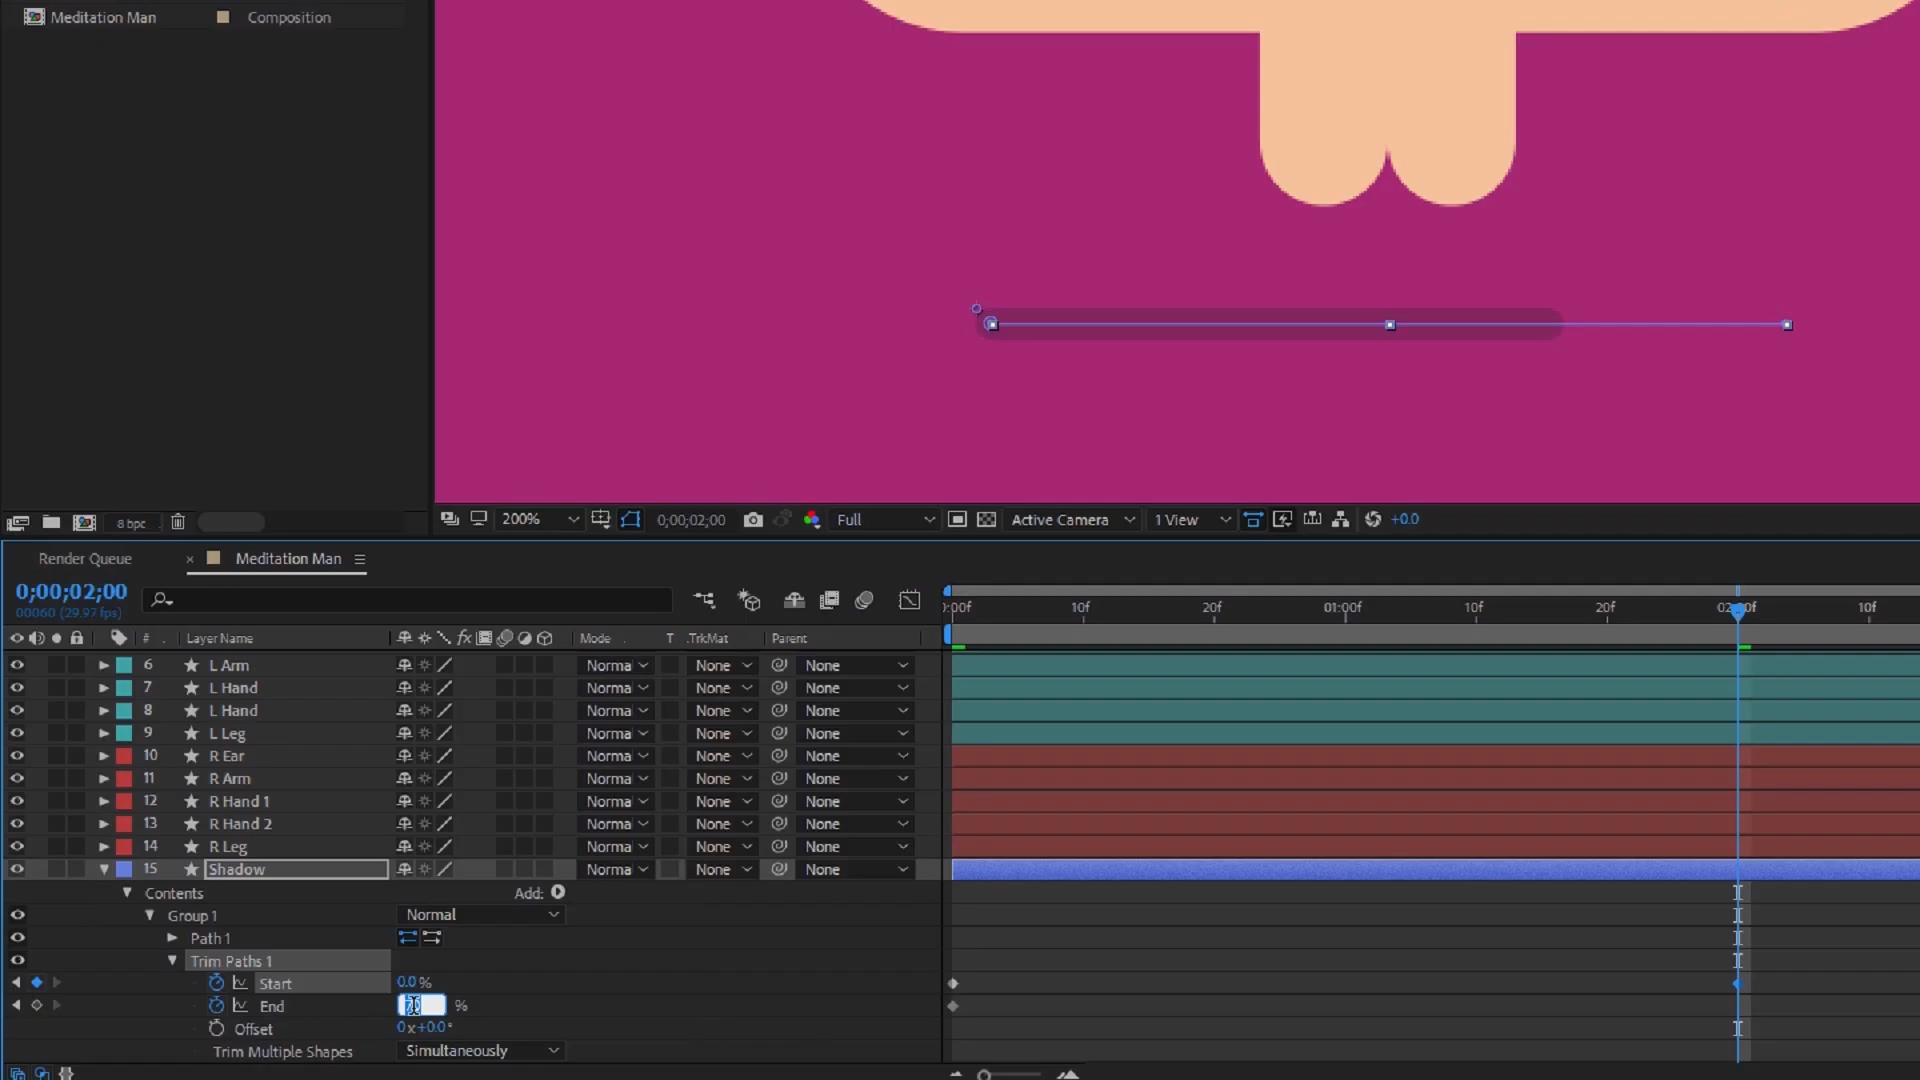 Meditation Man Composition
8 bpc
200% 0;00;02;00 Full Active Camera 1 View +0.0
Render Queue × Meditation Man
0;00;02;00
00060 (29.97 fps)
):00f 10f 20f 01:00f 10f 20f 10f
# Layer Name fx Mode T .TrkMat Parent
6 L Arm Norma None None
7 L Hand Norma None None
8 L Hand Norma None None
9 L Leg Norma None None
10 R Ear Norma None None
11 R Arm Norma None None
12 R Hand 1 Norma None None
13 R Hand 2 Norma None None
14 R Leg Norma None None
15 Shadow Norma None None
Contents Add:
Group 1 Normal
Path 1
Trim Paths 1
Start 0.0 %
End %
Offset 0 x +0.0 °
Trim Multiple Shapes Simultaneously